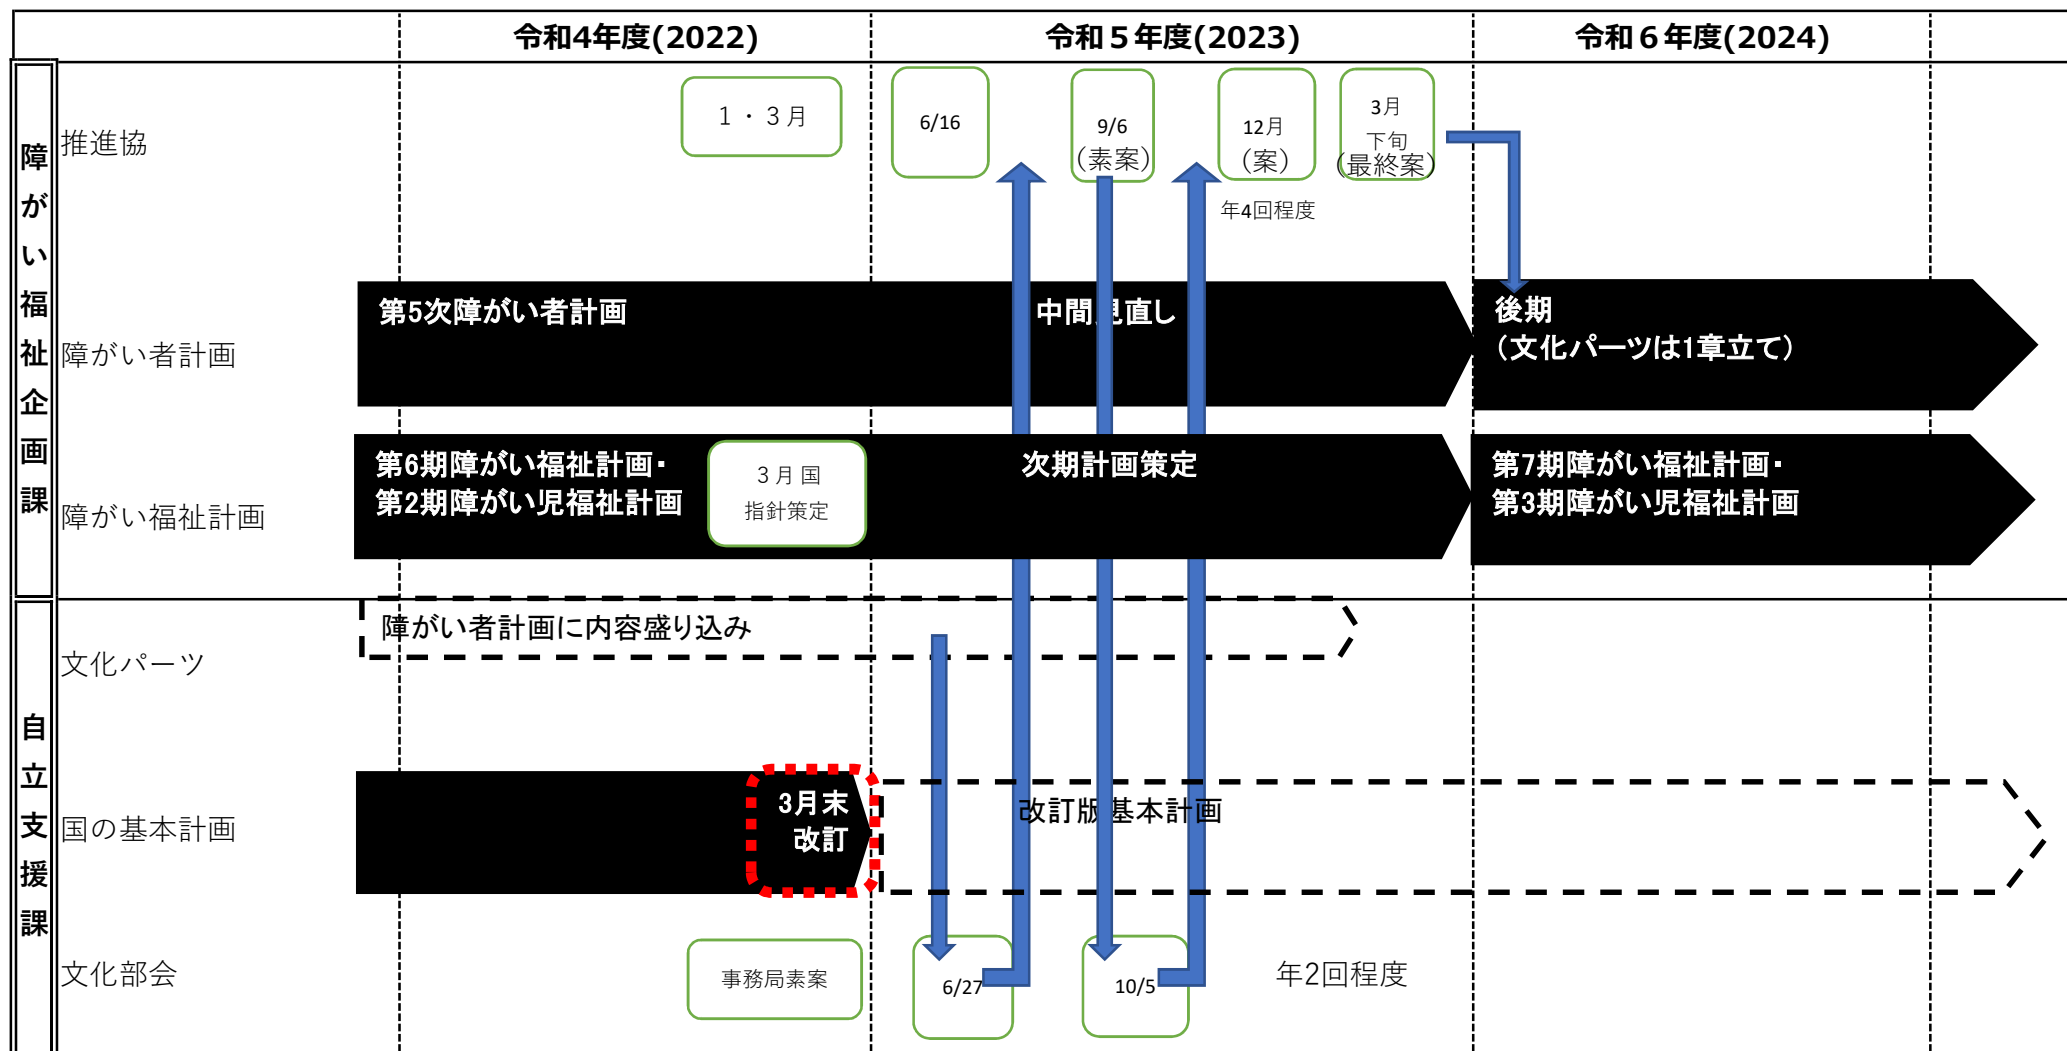 令和4年度(2022)
令和５年度(2023)
令和６年度(2024)
障がい福祉企画課
推進協
１・３月
6/16
9/6
（素案）
12月
（案）
3月
下旬
（最終案）
年4回程度
障がい者計画
第5次障がい者計画
中間見直し
後期
（文化パーツは1章立て）
障がい福祉計画
第6期障がい福祉計画・
第2期障がい児福祉計画
３月国
指針策定
次期計画策定
第7期障がい福祉計画・
第3期障がい児福祉計画
自立支援課
文化パーツ
障がい者計画に内容盛り込み
国の基本計画
3月末
改訂
改訂版基本計画
文化部会
事務局素案
6/27
10/5
年2回程度